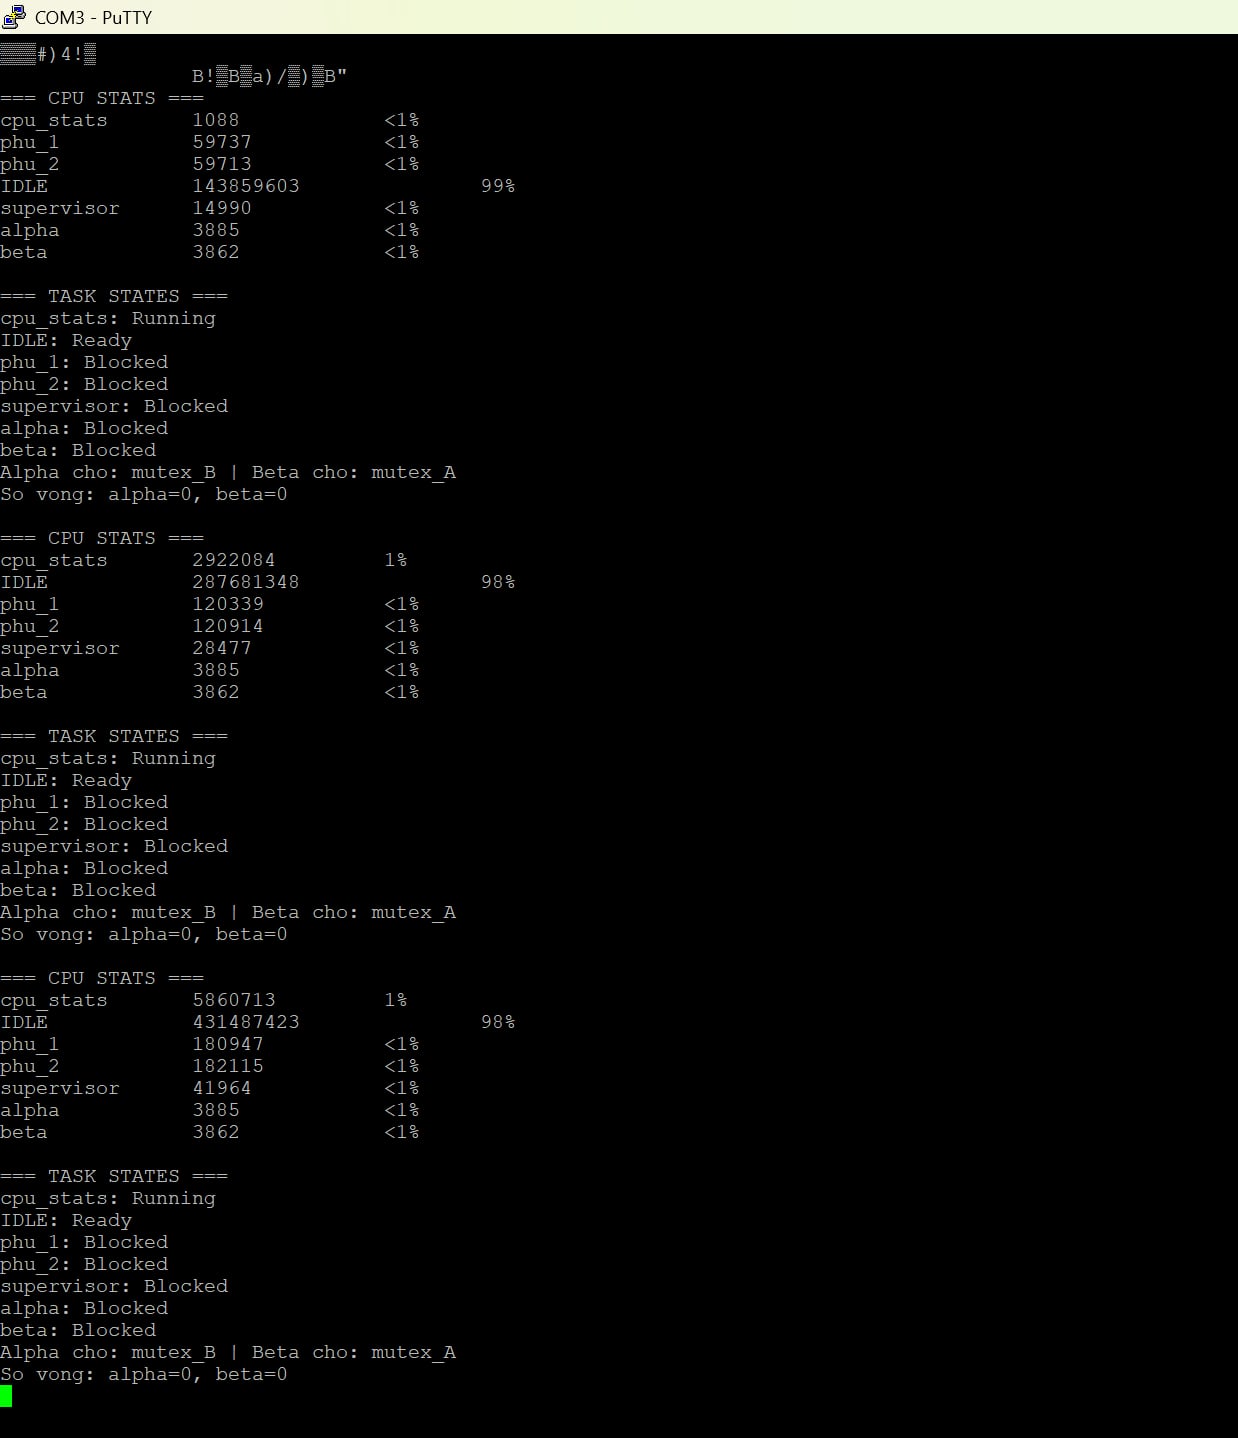 COM3 - PuTTY
#)4!
B! B a)/ ) B"
=== CPU STATS ===
cpu_stats 1088 <1%
phu_1 59737 <1%
phu_2 59713 <1%
IDLE 143859603 99%
supervisor 14990 <1%
alpha 3885 <1%
beta 3862 <1%
=== TASK STATES ===
cpu_stats: Running
IDLE: Ready
phu_1: Blocked
phu_2: Blocked
supervisor: Blocked
alpha: Blocked
beta: Blocked
Alpha cho: mutex_B | Beta cho: mutex_A
So vong: alpha=0, beta=0
=== CPU STATS ===
cpu_stats 2922084 1%
IDLE 287681348 98%
phu_1 120339 <1%
phu_2 120914 <1%
supervisor 28477 <1%
alpha 3885 <1%
beta 3862 <1%
=== TASK STATES ===
cpu_stats: Running
IDLE: Ready
phu_1: Blocked
phu_2: Blocked
supervisor: Blocked
alpha: Blocked
beta: Blocked
Alpha cho: mutex_B | Beta cho: mutex_A
So vong: alpha=0, beta=0
=== CPU STATS ===
cpu_stats 5860713 1%
IDLE 431487423 98%
phu_1 180947 <1%
phu_2 182115 <1%
supervisor 41964 <1%
alpha 3885 <1%
beta 3862 <1%
=== TASK STATES ===
cpu_stats: Running
IDLE: Ready
phu_1: Blocked
phu_2: Blocked
supervisor: Blocked
alpha: Blocked
beta: Blocked
Alpha cho: mutex_B | Beta cho: mutex_A
So vong: alpha=0, beta=0